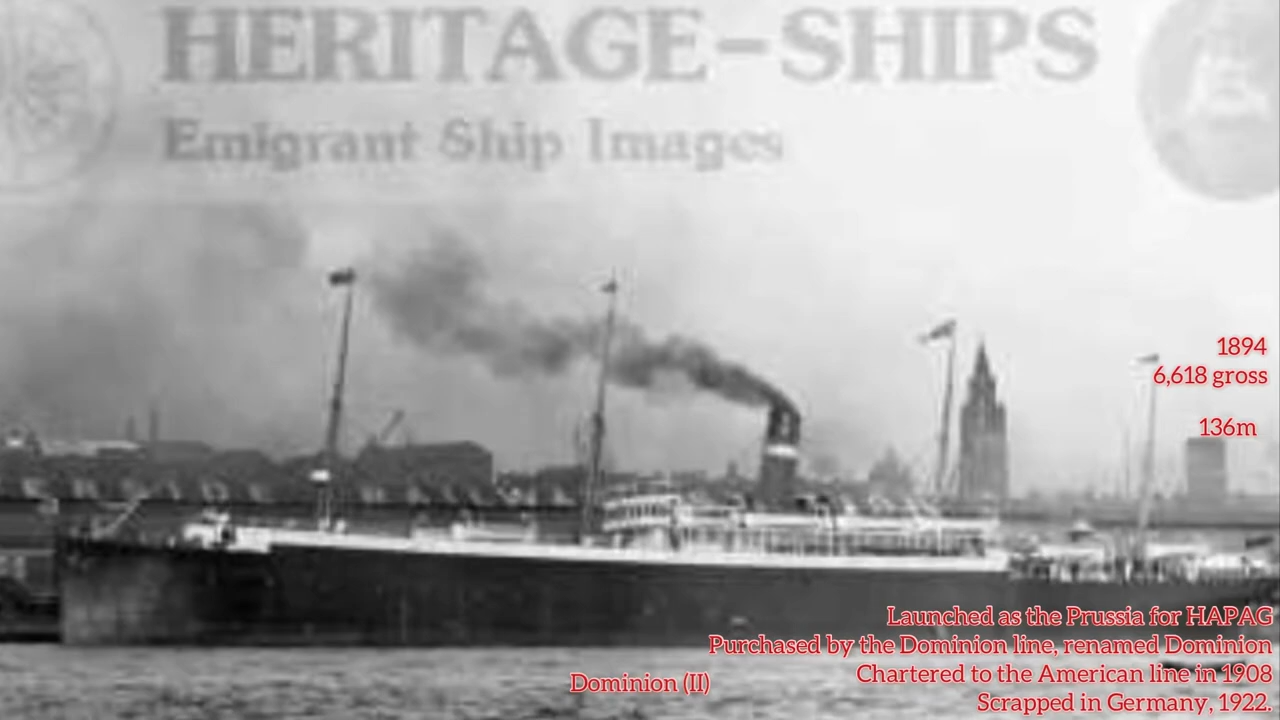 HERITAGE-SHIPS
Emigrant Ship Images
1894
6,618 gross
136m
Launched as the Prussia for HAPAG
Purchased by the Dominion line, renamed Dominion
Chartered to the American line in 1908
Scrapped in Germany, 1922.
Dominion (II)